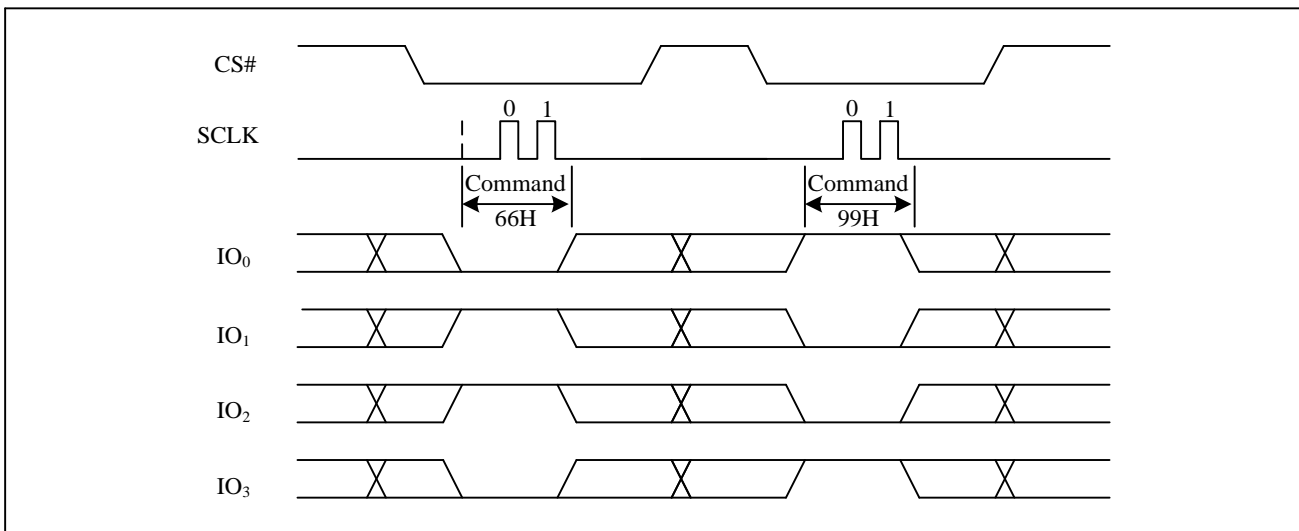 CS#
0 1 0 1
SCLK
Command Command
66H 99H
IO₀
IO₁
IO₂
IO₃